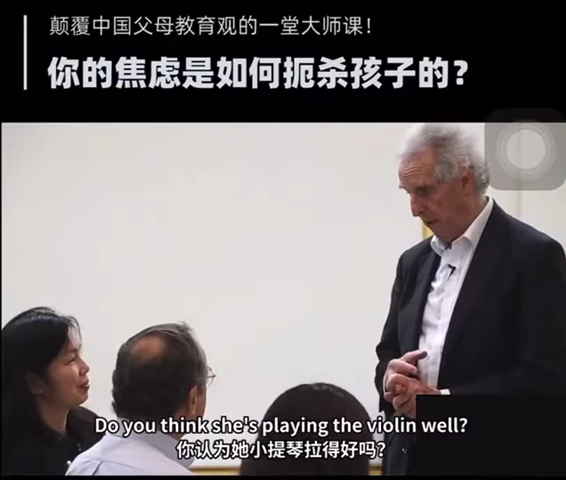 颠覆中国父母教育观的一堂大师课！
你的焦虑是如何扼杀孩子的？
Do you think she's playing the violin well?
你认为她小提琴拉得好吗?